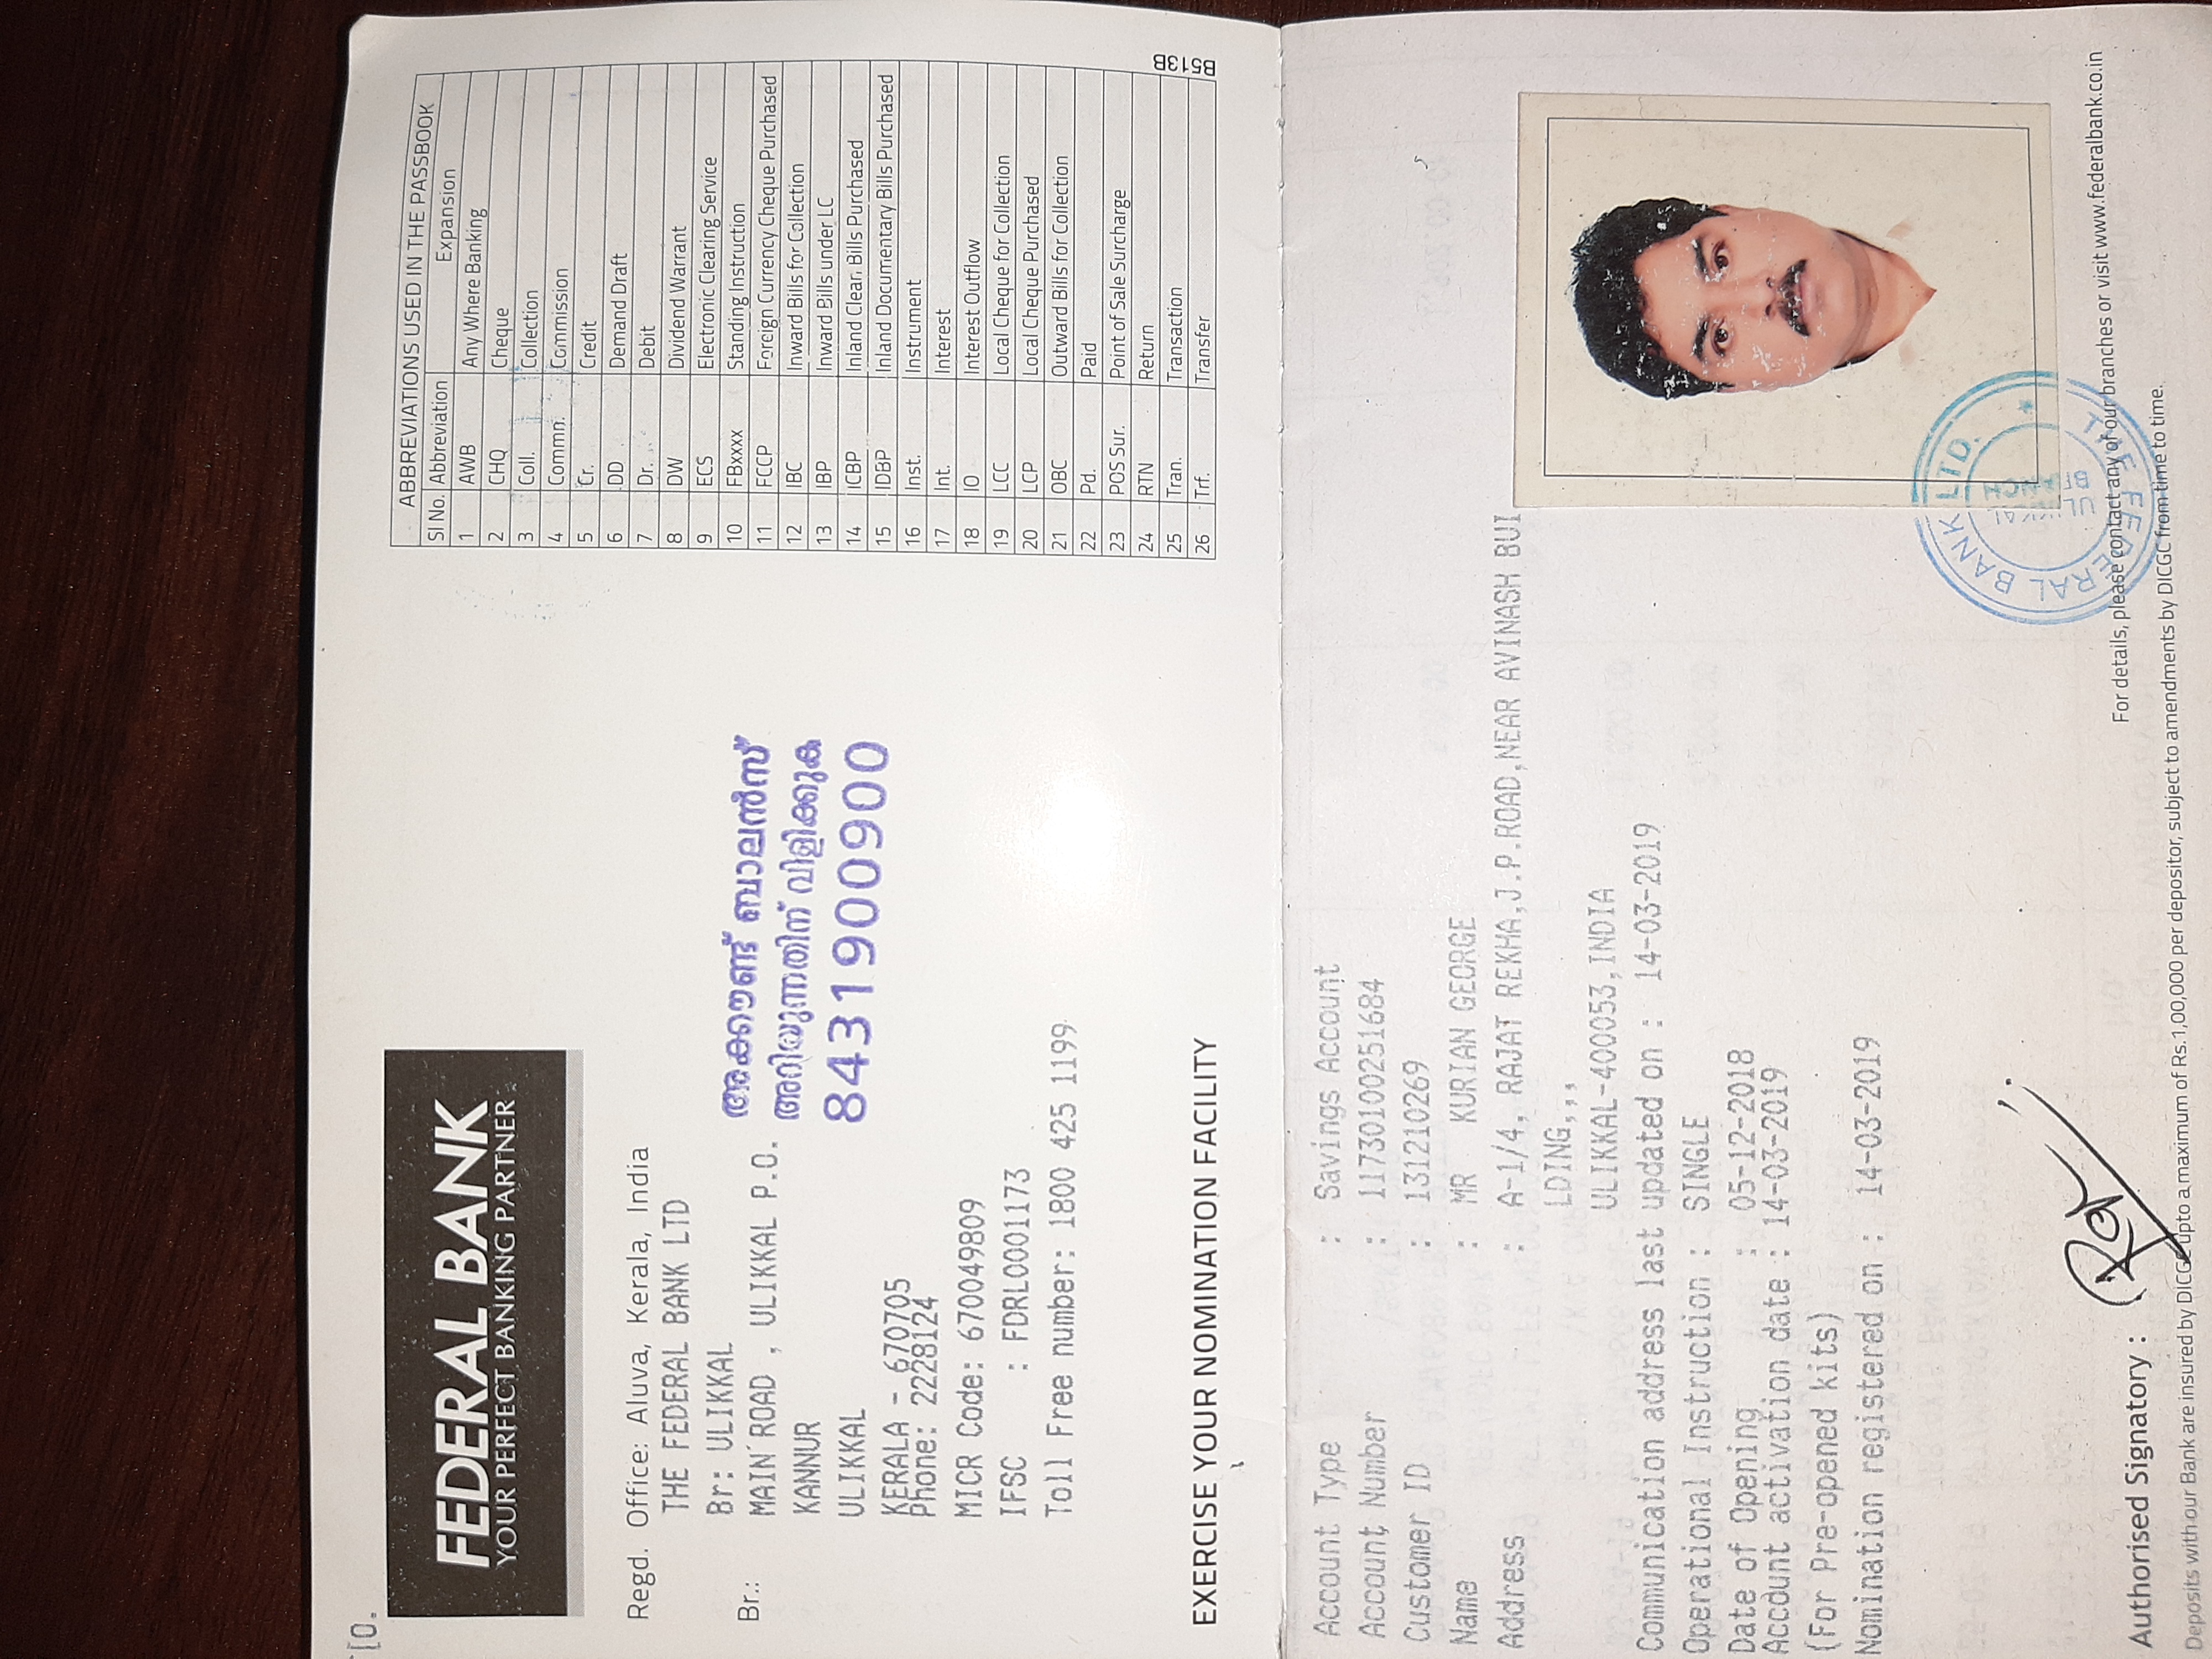 FEDERAL BANK
YOUR PERFECT BANKING PARTNER
Regd. Office: Aluva, Kerala, India
THE FEDERAL BANK LTD
Br.: Br: ULIKKAL
MAIN ROAD , ULIKKAL P.O.
KANNUR
ULIKKAL
KERALA - 670705
Phone: 2228124
MICR Code: 670049809
IFSC : FDRL0001173
Toll Free number: 1800 425 1199
അക്കൗണ്ട് ബാലൻസ്
അറിയുന്നതിന് വിളിക്കുക
8431900900
EXERCISE YOUR NOMINATION FACILITY
ABBREVIATIONS USED IN THE PASSBOOK
Sl No. Abbreviation Expansion
1 AWB Any Where Banking
2 CHQ Cheque
3 Coll. Collection
4 Commn. Commission
5 Cr. Credit
6 DD Demand Draft
7 Dr. Debit
8 DW Dividend Warrant
9 ECS Electronic Clearing Service
10 FBxxxx Standing Instruction
11 FCCP Foreign Currency Cheque Purchased
12 IBC Inward Bills for Collection
13 IBP Inward Bills under LC
14 ICBP Inland Clear. Bills Purchased
15 IDBP Inland Documentary Bills Purchased
16 Inst. Instrument
17 Int. Interest
18 IO Interest Outflow
19 LCC Local Cheque for Collection
20 LCP Local Cheque Purchased
21 OBC Outward Bills for Collection
22 Pd. Paid
23 POS Sur. Point of Sale Surcharge
24 RTN Return
25 Tran. Transaction
26 Trf. Transfer
B513B
Account Type : Savings Account
Account Number : 11730100251684
Customer ID : 131210269
Name : MR KURIAN GEORGE
Address : A-1/4, RAJAT REKHA,J.P.ROAD,NEAR AVINASH BUI
LDING,,,
ULIKKAL-400053,INDIA
Communication address last updated on : 14-03-2019
Operational Instruction : SINGLE
Date of Opening : 05-12-2018
Account activation date : 14-03-2019
(For Pre-opened kits)
Nomination registered on : 14-03-2019
THE FEDERAL BANK LTD.
ULIKKAL
BRANCH
Authorised Signatory :
For details, please contact any of our branches or visit www.federalbank.co.in
Deposits with our Bank are insured by DICGC upto a maximum of Rs.1,00,000 per depositor, subject to amendments by DICGC from time to time.